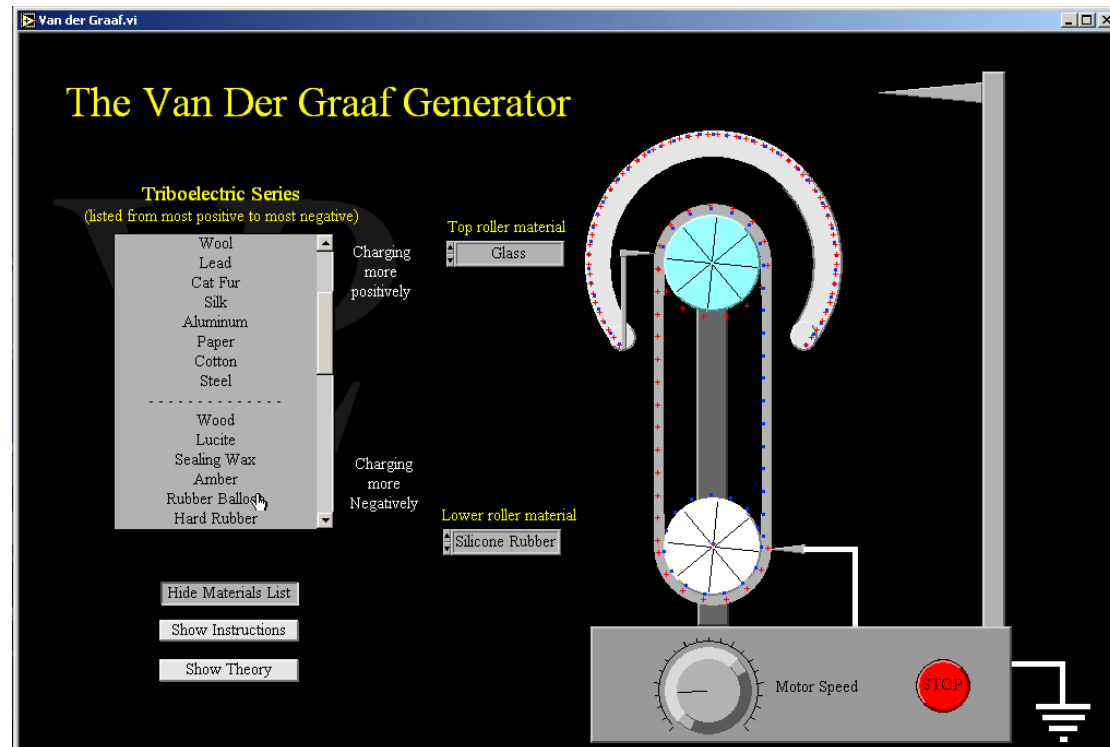 Van der Graaf.vi
The Van Der Graaf Generator
Triboelectric Series
(listed from most positive to most negative)
Wool
Lead
Cat Fur
Silk
Aluminum
Paper
Cotton
Steel
- - - - - - - - - - - - - -
Wood
Lucite
Sealing Wax
Amber
Rubber Balloon
Hard Rubber
Charging
more
positively
Charging
more
Negatively
Top roller material
Glass
Lower roller material
Silicone Rubber
Hide Materials List
Show Instructions
Show Theory
Motor Speed
STOP